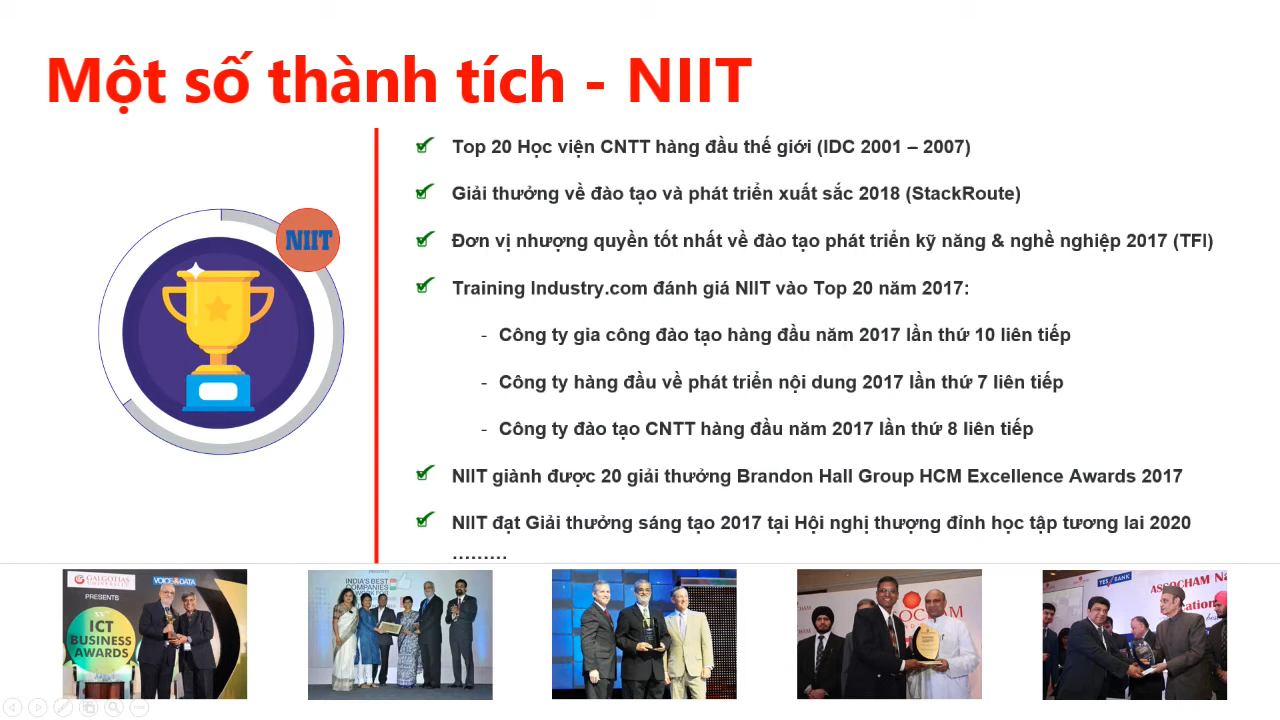 Một số thành tích - NIIT
NIIT
Top 20 Học viện CNTT hàng đầu thế giới (IDC 2001 – 2007)
Giải thưởng về đào tạo và phát triển xuất sắc 2018 (StackRoute)
Đơn vị nhượng quyền tốt nhất về đào tạo phát triển kỹ năng & nghề nghiệp 2017 (TFI)
Training Industry.com đánh giá NIIT vào Top 20 năm 2017:
- Công ty gia công đào tạo hàng đầu năm 2017 lần thứ 10 liên tiếp
- Công ty hàng đầu về phát triển nội dung 2017 lần thứ 7 liên tiếp
- Công ty đào tạo CNTT hàng đầu năm 2017 lần thứ 8 liên tiếp
NIIT giành được 20 giải thưởng Brandon Hall Group HCM Excellence Awards 2017
NIIT đạt Giải thưởng sáng tạo 2017 tại Hội nghị thượng đỉnh học tập tương lai 2020
………
GALGOTIAS
VOICE&DATA
PRESENTS
ICT
BUSINESS
AWARDS
INDIA'S BEST
COMPANIES
OCHAM
YES BANK
ASSOCHAM Na